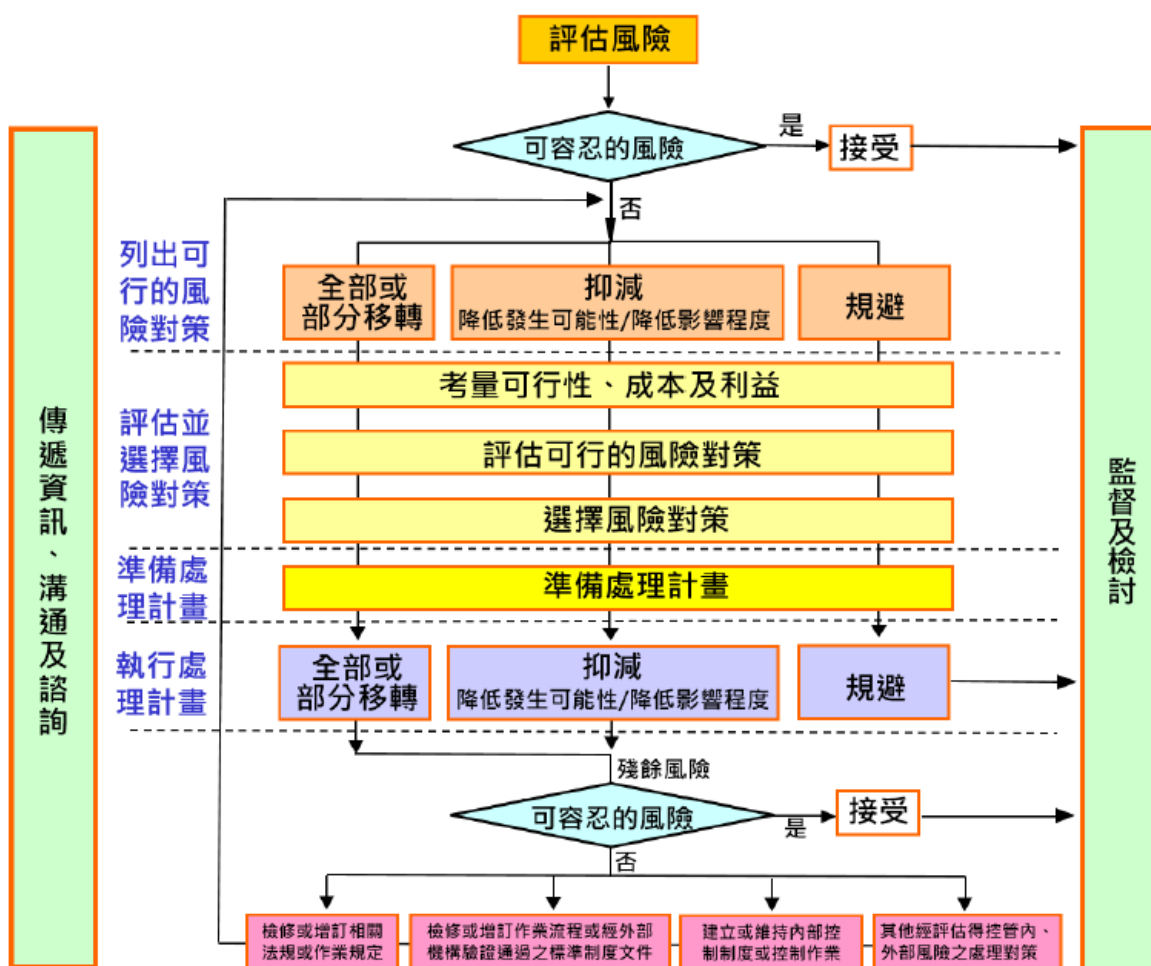 評估風險
可容忍的風險
是
接受
否
列出可
行的風
險對策
全部或
部分移轉
抑減
降低發生可能性/降低影響程度
規避
考量可行性、成本及利益
評估並
選擇風
險對策
評估可行的風險對策
選擇風險對策
準備處
理計畫
準備處理計畫
執行處
理計畫
全部或
部分移轉
抑減
降低發生可能性/降低影響程度
規避
殘餘風險
可容忍的風險
是
接受
否
檢修或增訂相關
法規或作業規定
檢修或增訂作業流程或經外部
機構驗證通過之標準制度文件
建立或維持內部控
制制度或控制作業
其他經評估得控管內、
外部風險之處理對策
傳遞資訊、溝通及諮詢
監督及檢討